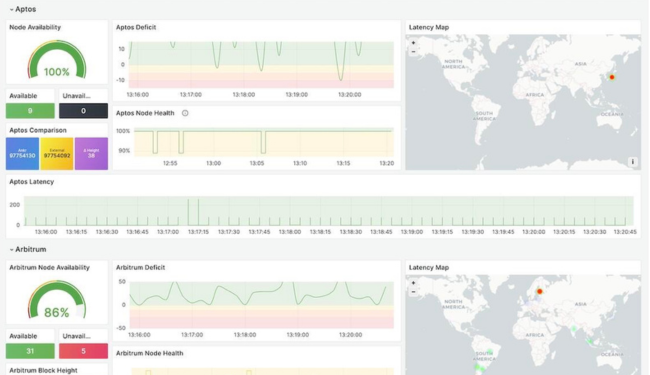 Aptos
Node Availability
100%
Available
Unavail...
9
0
Aptos Comparison
87754130
87754092
38
Aptos Deficit
10
0
-10
13:16:00 13:17:00 13:18:00 13:19:00 13:20:00
Aptos Node Health
100%
90%
12:55 13:00 13:05 13:10 13:15 13:20
Latency Map
+
-
NORTH
AMERICA
ASIA
AFRICA
SOUTH
AMERICA
OCEANIA
i
Aptos Latency
200
0
13:16:00 13:16:15 13:16:30 13:16:45 13:17:00 13:17:15 13:17:30 13:17:45 13:18:00 13:18:15 13:18:30 13:18:45 13:19:00 13:19:15 13:19:30 13:19:45 13:20:00 13:20:15 13:20:30 13:20:45
Arbitrum
Arbitrum Node Availability
86%
Available
Unavail...
31
5
Arbitrum Block Height
Arbitrum Deficit
50
0
-50
13:16:00 13:17:00 13:18:00 13:19:00 13:20:00
Arbitrum Node Health
Latency Map
+
-
NORTH
AMERICA
ASIA
AFRICA
SOUTH
AMERICA
OCEANIA